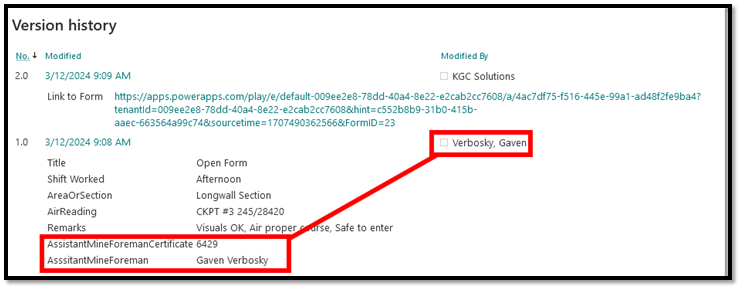 Version history
No. ↓ Modified Modified By
2.0 3/12/2024 9:09 AM KGC Solutions
Link to Form https://apps.powerapps.com/play/e/default-009ee2e8-78dd-40a4-8e22-e2cab2cc7608/a/4ac7df75-f516-445e-99a1-ad48f2fe9ba4?
tenantId=009ee2e8-78dd-40a4-8e22-e2cab2cc7608&hint=c552b8b9-31b0-415b-
aaec-663564a99c74&sourcetime=1707490362566&FormID=23
1.0 3/12/2024 9:08 AM Verbosky, Gaven
Title Open Form
Shift Worked Afternoon
AreaOrSection Longwall Section
AirReading CKPT #3 245/28420
Remarks Visuals OK, Air proper course, Safe to enter
AssistantMineForemanCertificate 6429
AsssitantMineForeman Gaven Verbosky